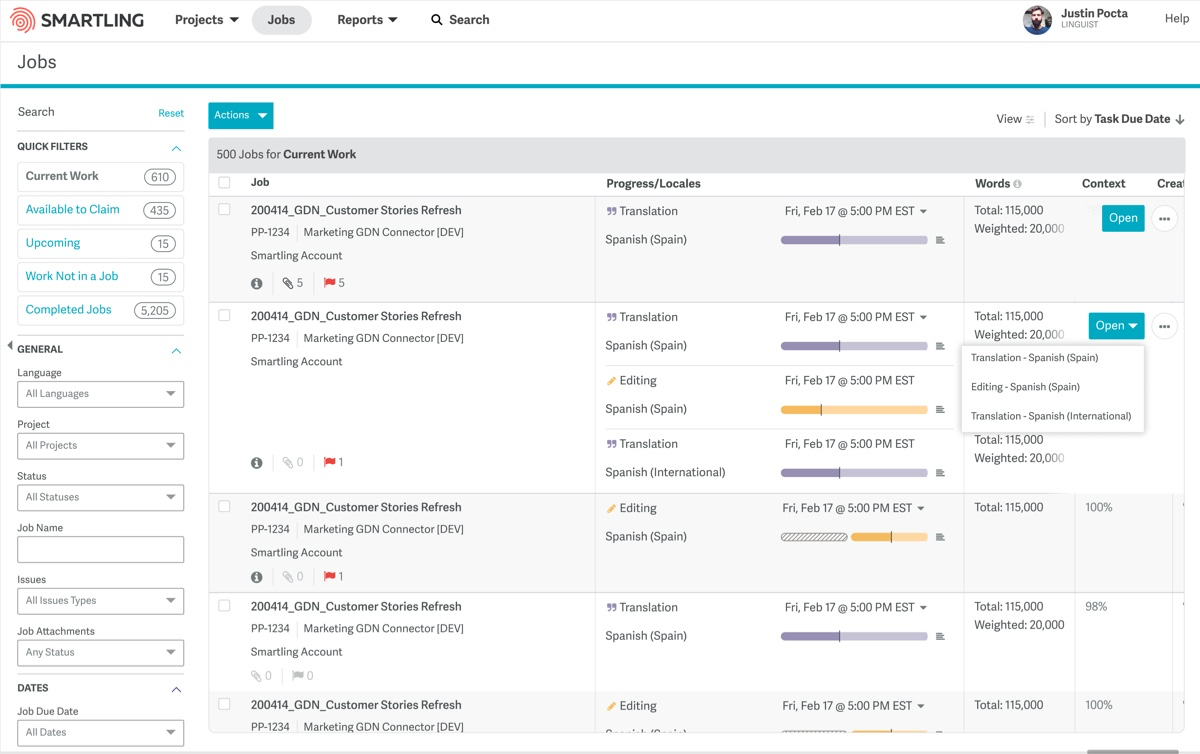 SMARTLING
Projects
Jobs
Reports
Search
Justin Pocta
LINGUIST
Help
Jobs
Search
Reset
QUICK FILTERS
Current Work 610
Available to Claim 435
Upcoming 15
Work Not in a Job 15
Completed Jobs 5,205
GENERAL
Language
All Languages
Project
All Projects
Status
All Statuses
Job Name
Issues
All Issues Types
Job Attachments
Any Status
DATES
Job Due Date
All Dates
Actions
View
Sort by Task Due Date
500 Jobs for Current Work
Job Progress/Locales Words Context
200414_GDN_Customer Stories Refresh
PP-1234 Marketing GDN Connector [DEV]
Smartling Account
5 5
Translation Fri, Feb 17 @ 5:00 PM EST
Spanish (Spain)
Total: 115,000
Weighted: 20,000
Open
200414_GDN_Customer Stories Refresh
PP-1234 Marketing GDN Connector [DEV]
Smartling Account
0 1
Translation Fri, Feb 17 @ 5:00 PM EST
Spanish (Spain)
Editing Fri, Feb 17 @ 5:00 PM EST
Spanish (Spain)
Translation Fri, Feb 17 @ 5:00 PM EST
Spanish (International)
Total: 115,000
Weighted: 20,000
Open
Translation - Spanish (Spain)
Editing - Spanish (Spain)
Translation - Spanish (International)
Total: 115,000
Weighted: 20,000
200414_GDN_Customer Stories Refresh
PP-1234 Marketing GDN Connector [DEV]
Smartling Account
0 1
Editing Fri, Feb 17 @ 5:00 PM EST
Spanish (Spain)
Total: 115,000
100%
200414_GDN_Customer Stories Refresh
PP-1234 Marketing GDN Connector [DEV]
Smartling Account
0 0
Translation Fri, Feb 17 @ 5:00 PM EST
Spanish (Spain)
Total: 115,000
Weighted: 20,000
98%
200414_GDN_Customer Stories Refresh
PP-1234 Marketing GDN Connector [DEV]
Editing Fri, Feb 17 @ 5:00 PM EST
Spanish (Spain)
Total: 115,000
100%